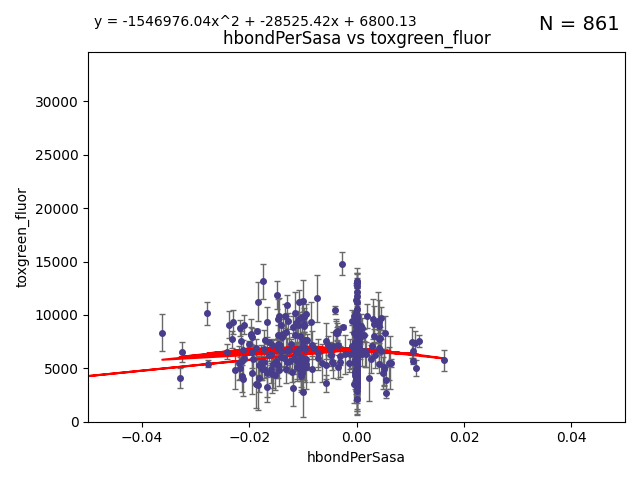 y = -1546976.04x^2 + -28525.42x + 6800.13
N = 861
hbondPerSasa vs toxgreen_fluor
toxgreen_fluor
30000
25000
20000
15000
10000
5000
0
−0.04
−0.02
0.00
0.02
0.04
hbondPerSasa